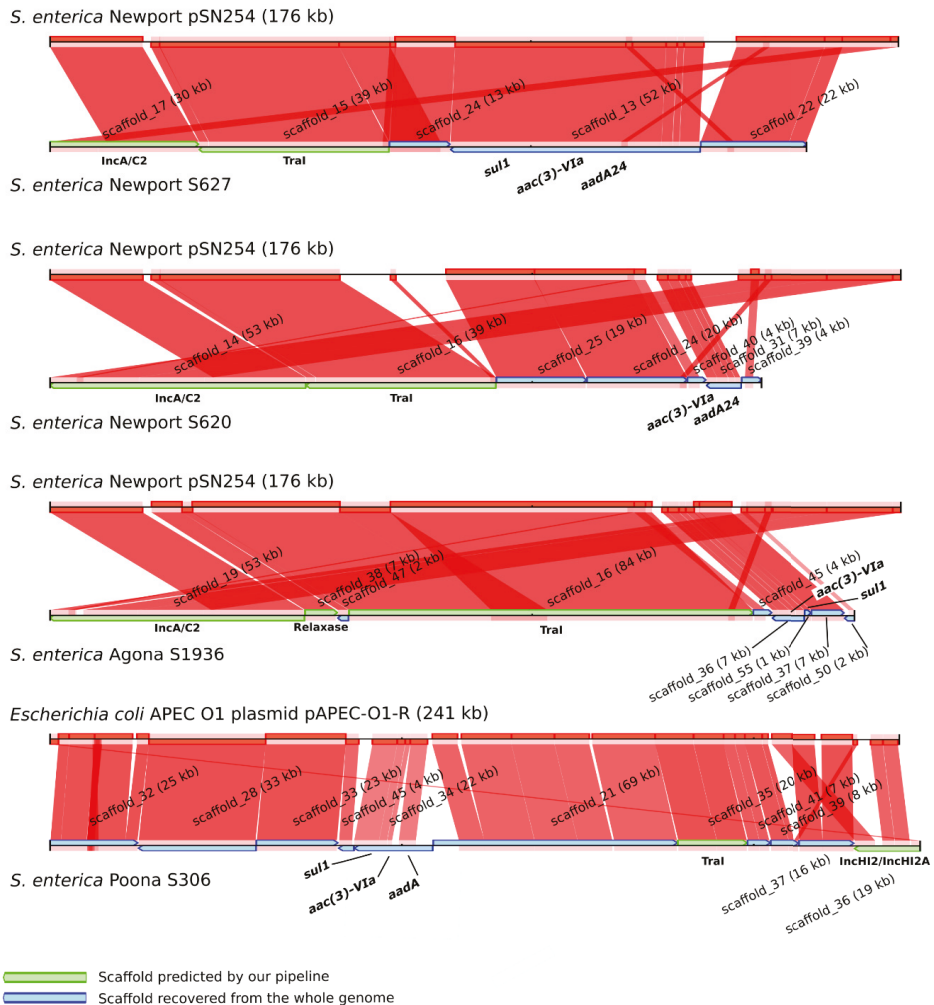 S. enterica Newport pSN254 (176 kb)
scaffold_17 (30 kb)
scaffold_15 (39 kb)
scaffold_24 (13 kb)
scaffold_13 (52 kb)
scaffold_22 (22 kb)
IncA/C2
TraI
sul1
aac(3)-VIa
aadA24
S. enterica Newport S627
S. enterica Newport pSN254 (176 kb)
scaffold_14 (53 kb)
scaffold_16 (39 kb)
scaffold_25 (19 kb)
scaffold_24 (20 kb)
scaffold_40 (4 kb)
scaffold_31 (7 kb)
scaffold_39 (4 kb)
IncA/C2
TraI
aac(3)-VIa
aadA24
S. enterica Newport S620
S. enterica Newport pSN254 (176 kb)
scaffold_19 (53 kb)
scaffold_38 (7 kb)
scaffold_47 (2 kb)
scaffold_16 (84 kb)
scaffold_45 (4 kb)
aac(3)-VIa
sul1
IncA/C2
Relaxase
TraI
scaffold_36 (7 kb)
scaffold_55 (1 kb)
scaffold_37 (7 kb)
scaffold_50 (2 kb)
S. enterica Agona S1936
Escherichia coli APEC O1 plasmid pAPEC-O1-R (241 kb)
scaffold_32 (25 kb)
scaffold_28 (33 kb)
scaffold_33 (23 kb)
scaffold_45 (4 kb)
scaffold_34 (22 kb)
scaffold_21 (69 kb)
scaffold_35 (20 kb)
scaffold_41 (7 kb)
scaffold_39 (8 kb)
sul1
aac(3)-VIa
aadA
TraI
IncHI2/IncHI2A
scaffold_37 (16 kb)
scaffold_36 (19 kb)
S. enterica Poona S306
Scaffold predicted by our pipeline
Scaffold recovered from the whole genome